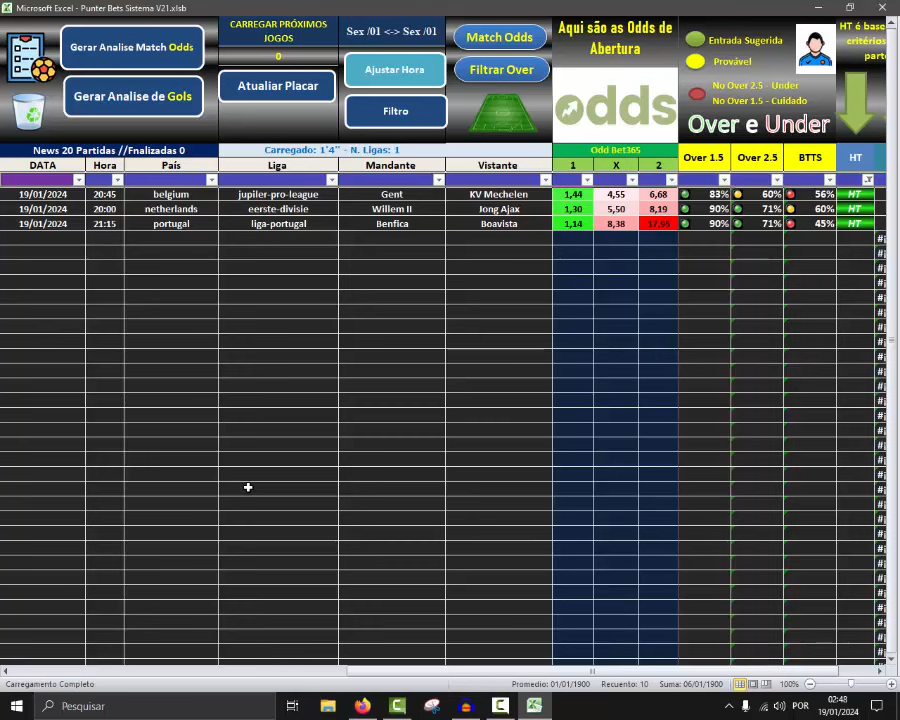 Microsoft Excel - Punter Bets Sistema V21.xlsb
Gerar Analise Match Odds
Gerar Analise de Gols
CARREGAR PRÓXIMOS
JOGOS
0
Atualiar Placar
Sex /01 <-> Sex /01
Ajustar Hora
Filtro
Match Odds
Filtrar Over
Aqui são as Odds de
Abertura
odds
Entrada Sugerida
Provável
No Over 2.5 - Under
No Over 1.5 - Cuidado
Over e Under
HT é base
critérios
parte
News 20 Partidas //Fnalizadas 0
Carregado: 1'4'' - N. Ligas: 1
Odd Bet365
Over 1.5 Over 2.5 BTTS HT
DATA Hora País Liga Mandante Vistante 1 X 2
19/01/2024 20:45 belgium jupiler-pro-league Gent KV Mechelen 1,44 4,55 6,68 83% 60% 56% HT
19/01/2024 20:00 netherlands eerste-divisie Willem II Jong Ajax 1,30 5,50 8,19 90% 71% 60% HT
19/01/2024 21:15 portugal liga-portugal Benfica Boavista 1,14 8,38 17,95 90% 71% 45% HT
Carregamento Completo Promedio: 01/01/1900 Recuento: 10 Suma: 06/01/1900 100%
Pesquisar
POR
02:48
19/01/2024